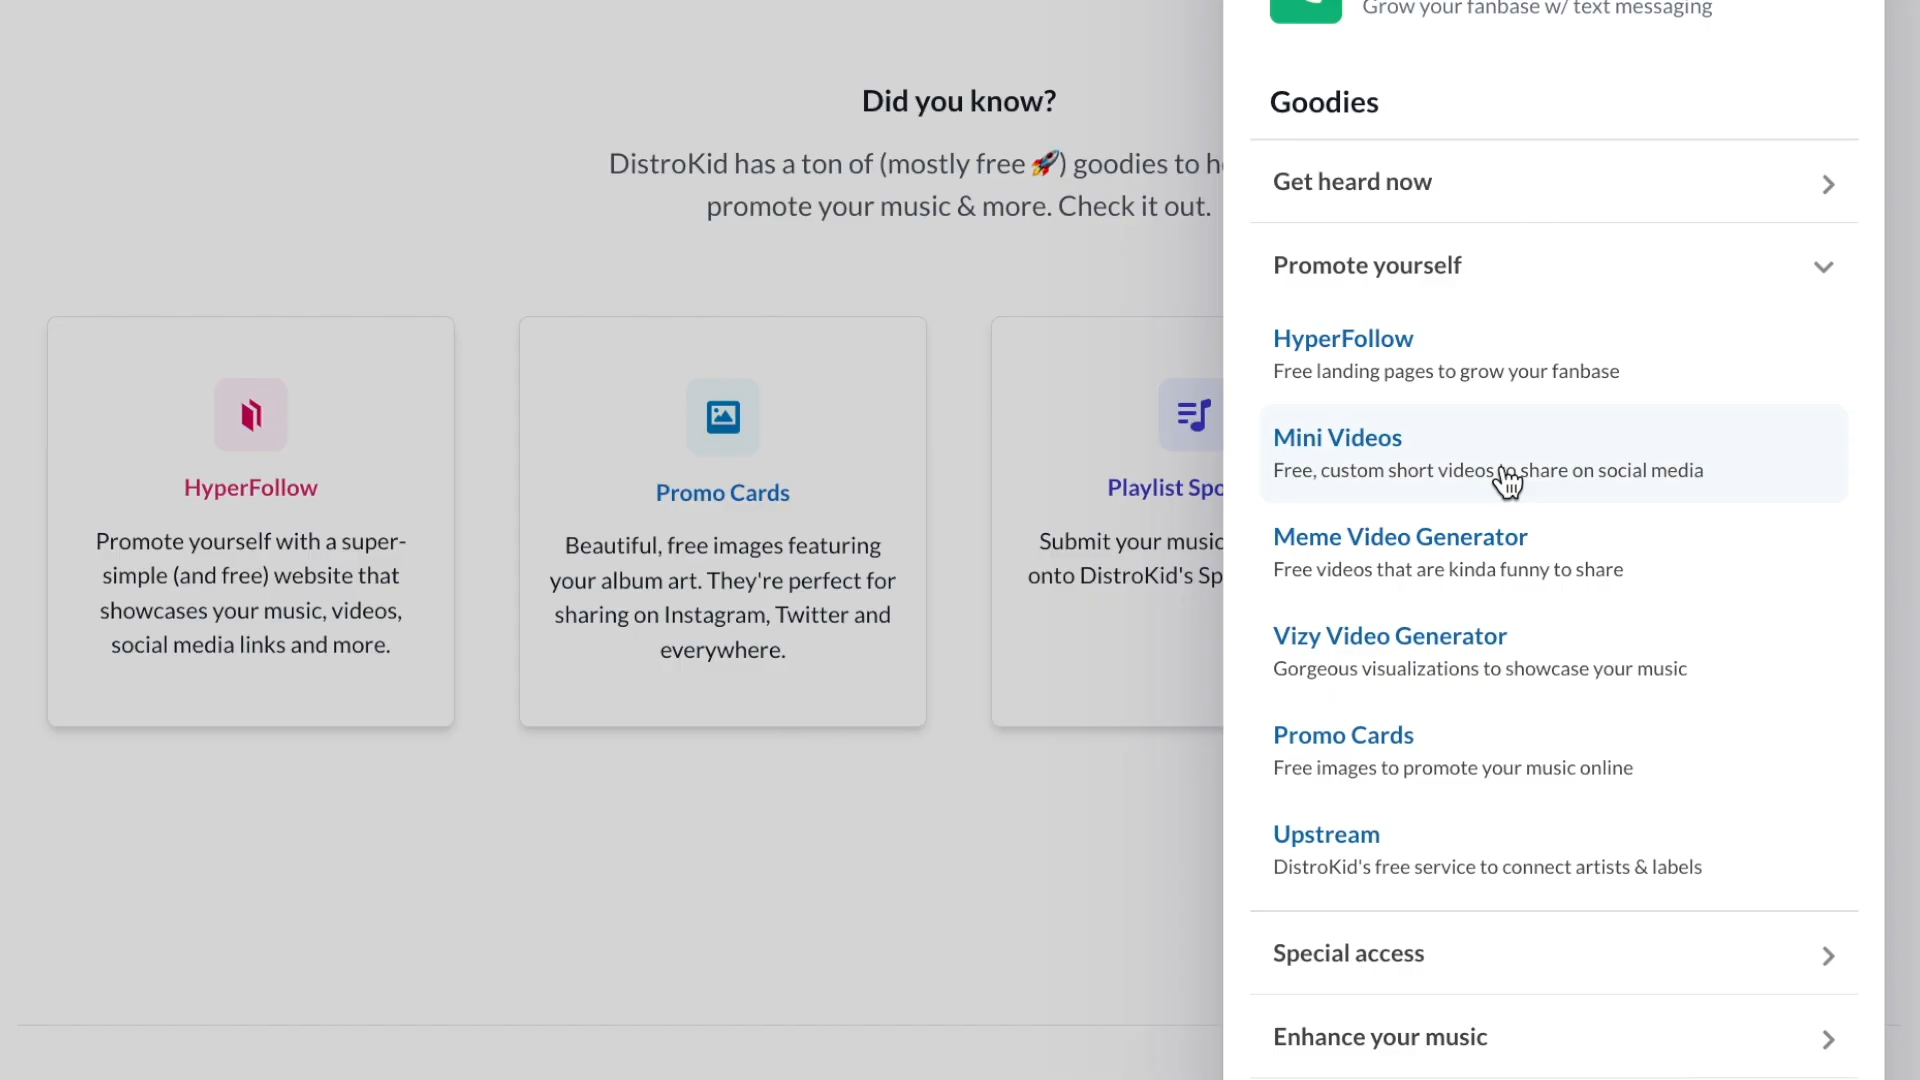 Grow your fanbase w/ text messaging
Did you know?
DistroKid has a ton of (mostly free 🚀) goodies to h
promote your music & more. Check it out.
HyperFollow
Promote yourself with a super-
simple (and free) website that
showcases your music, videos,
social media links and more.
Promo Cards
Beautiful, free images featuring
your album art. They're perfect for
sharing on Instagram, Twitter and
everywhere.
Playlist Spo
Submit your music
onto DistroKid's Sp
Goodies
Get heard now
Promote yourself
HyperFollow
Free landing pages to grow your fanbase
Mini Videos
Free, custom short videos to share on social media
Meme Video Generator
Free videos that are kinda funny to share
Vizy Video Generator
Gorgeous visualizations to showcase your music
Promo Cards
Free images to promote your music online
Upstream
DistroKid's free service to connect artists & labels
Special access
Enhance your music